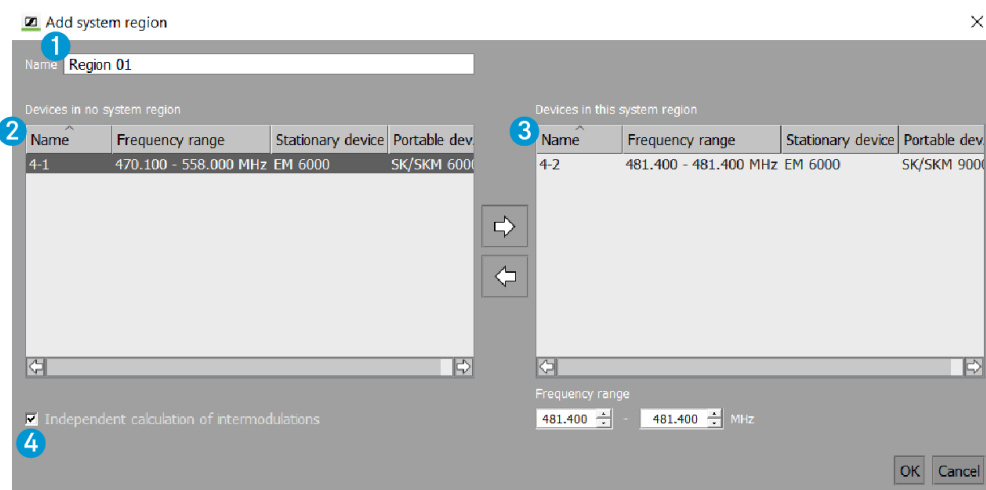 Add system region
1
Name Region 01
Devices in no system region
Devices in this system region
2
Name Frequency range Stationary device Portable dev.
4-1 470.100 - 558.000 MHz EM 6000 SK/SKM 6000
3
Name Frequency range Stationary device Portable dev.
4-2 481.400 - 481.400 MHz EM 6000 SK/SKM 9000
Frequency range
481.400 - 481.400 MHz
Independent calculation of intermodulations
4
OK Cancel